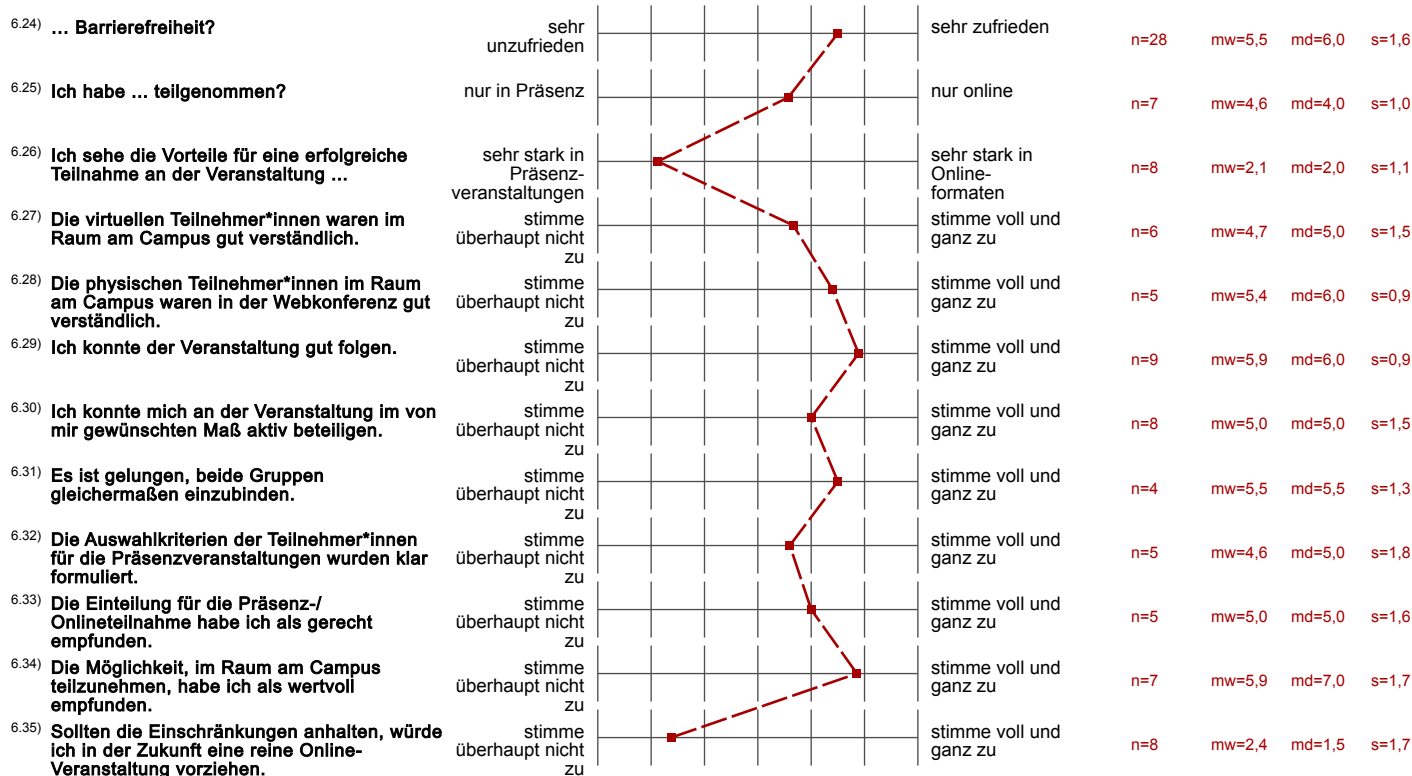 6.24) ... Barrierefreiheit?
sehr
unzufrieden
sehr zufrieden
n=28 mw=5,5 md=6,0 s=1,6
6.25) Ich habe ... teilgenommen?
nur in Präsenz
nur online
n=7 mw=4,6 md=4,0 s=1,0
6.26) Ich sehe die Vorteile für eine erfolgreiche
Teilnahme an der Veranstaltung ...
sehr stark in
Präsenz-
veranstaltungen
sehr stark in
Online-
formaten
n=8 mw=2,1 md=2,0 s=1,1
6.27) Die virtuellen Teilnehmer*innen waren im
Raum am Campus gut verständlich.
stimme
überhaupt nicht
zu
stimme voll und
ganz zu
n=6 mw=4,7 md=5,0 s=1,5
6.28) Die physischen Teilnehmer*innen im Raum
am Campus waren in der Webkonferenz gut
verständlich.
stimme
überhaupt nicht
zu
stimme voll und
ganz zu
n=5 mw=5,4 md=6,0 s=0,9
6.29) Ich konnte der Veranstaltung gut folgen.
stimme
überhaupt nicht
zu
stimme voll und
ganz zu
n=9 mw=5,9 md=6,0 s=0,9
6.30) Ich konnte mich an der Veranstaltung im von
mir gewünschten Maß aktiv beteiligen.
stimme
überhaupt nicht
zu
stimme voll und
ganz zu
n=8 mw=5,0 md=5,0 s=1,5
6.31) Es ist gelungen, beide Gruppen
gleichermaßen einzubinden.
stimme
überhaupt nicht
zu
stimme voll und
ganz zu
n=4 mw=5,5 md=5,5 s=1,3
6.32) Die Auswahlkriterien der Teilnehmer*innen
für die Präsenzveranstaltungen wurden klar
formuliert.
stimme
überhaupt nicht
zu
stimme voll und
ganz zu
n=5 mw=4,6 md=5,0 s=1,8
6.33) Die Einteilung für die Präsenz-/
Onlineteilnahme habe ich als gerecht
empfunden.
stimme
überhaupt nicht
zu
stimme voll und
ganz zu
n=5 mw=5,0 md=5,0 s=1,6
6.34) Die Möglichkeit, im Raum am Campus
teilzunehmen, habe ich als wertvoll
empfunden.
stimme
überhaupt nicht
zu
stimme voll und
ganz zu
n=7 mw=5,9 md=7,0 s=1,7
6.35) Sollten die Einschränkungen anhalten, würde
ich in der Zukunft eine reine Online-
Veranstaltung vorziehen.
stimme
überhaupt nicht
zu
stimme voll und
ganz zu
n=8 mw=2,4 md=1,5 s=1,7